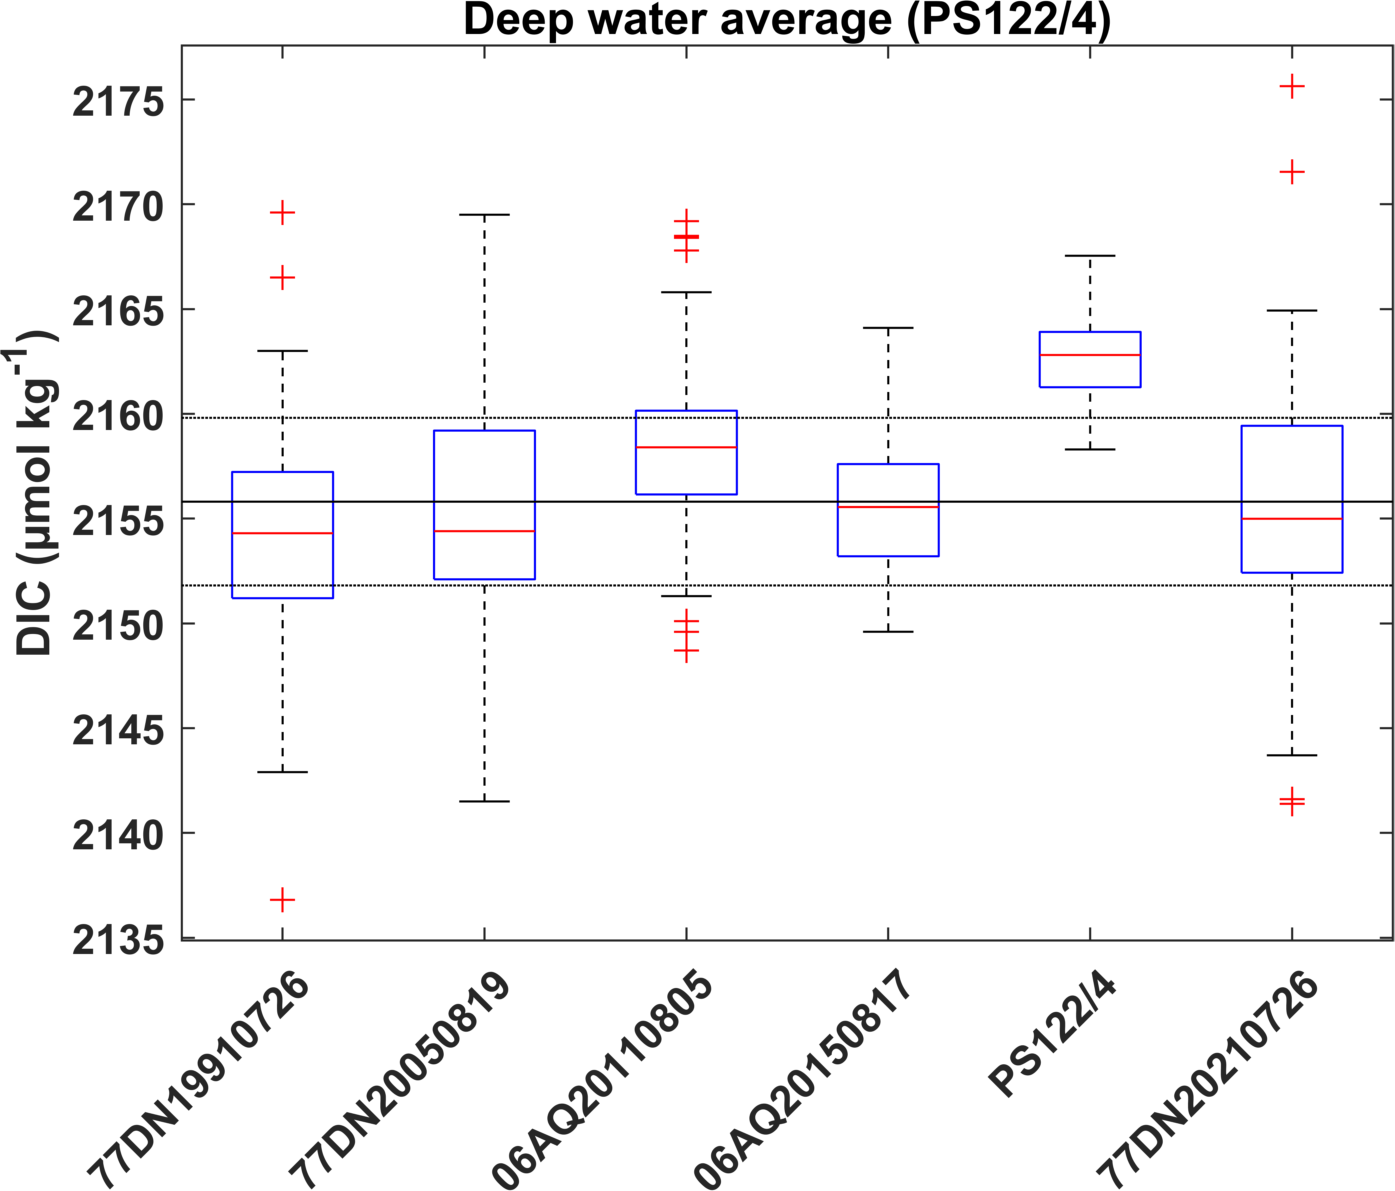 Deep water average (PS122/4)
DIC (µmol kg⁻¹)
2175
2170
2165
2160
2155
2150
2145
2140
2135
77DN19910726
77DN20050819
06AQ20110805
06AQ20150817
PS122/4
77DN20210726